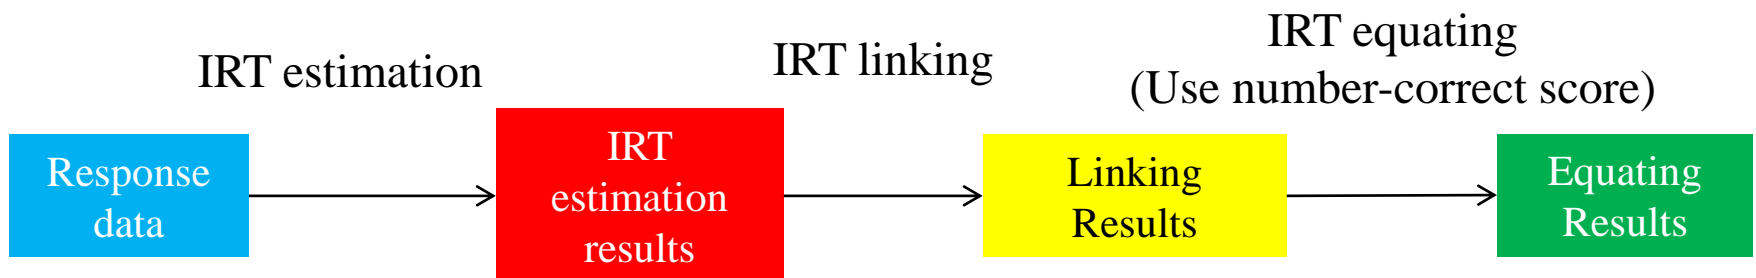 IRT estimation
IRT linking
IRT equating
(Use number-correct score)
Response
data
IRT
estimation
results
Linking
Results
Equating
Results